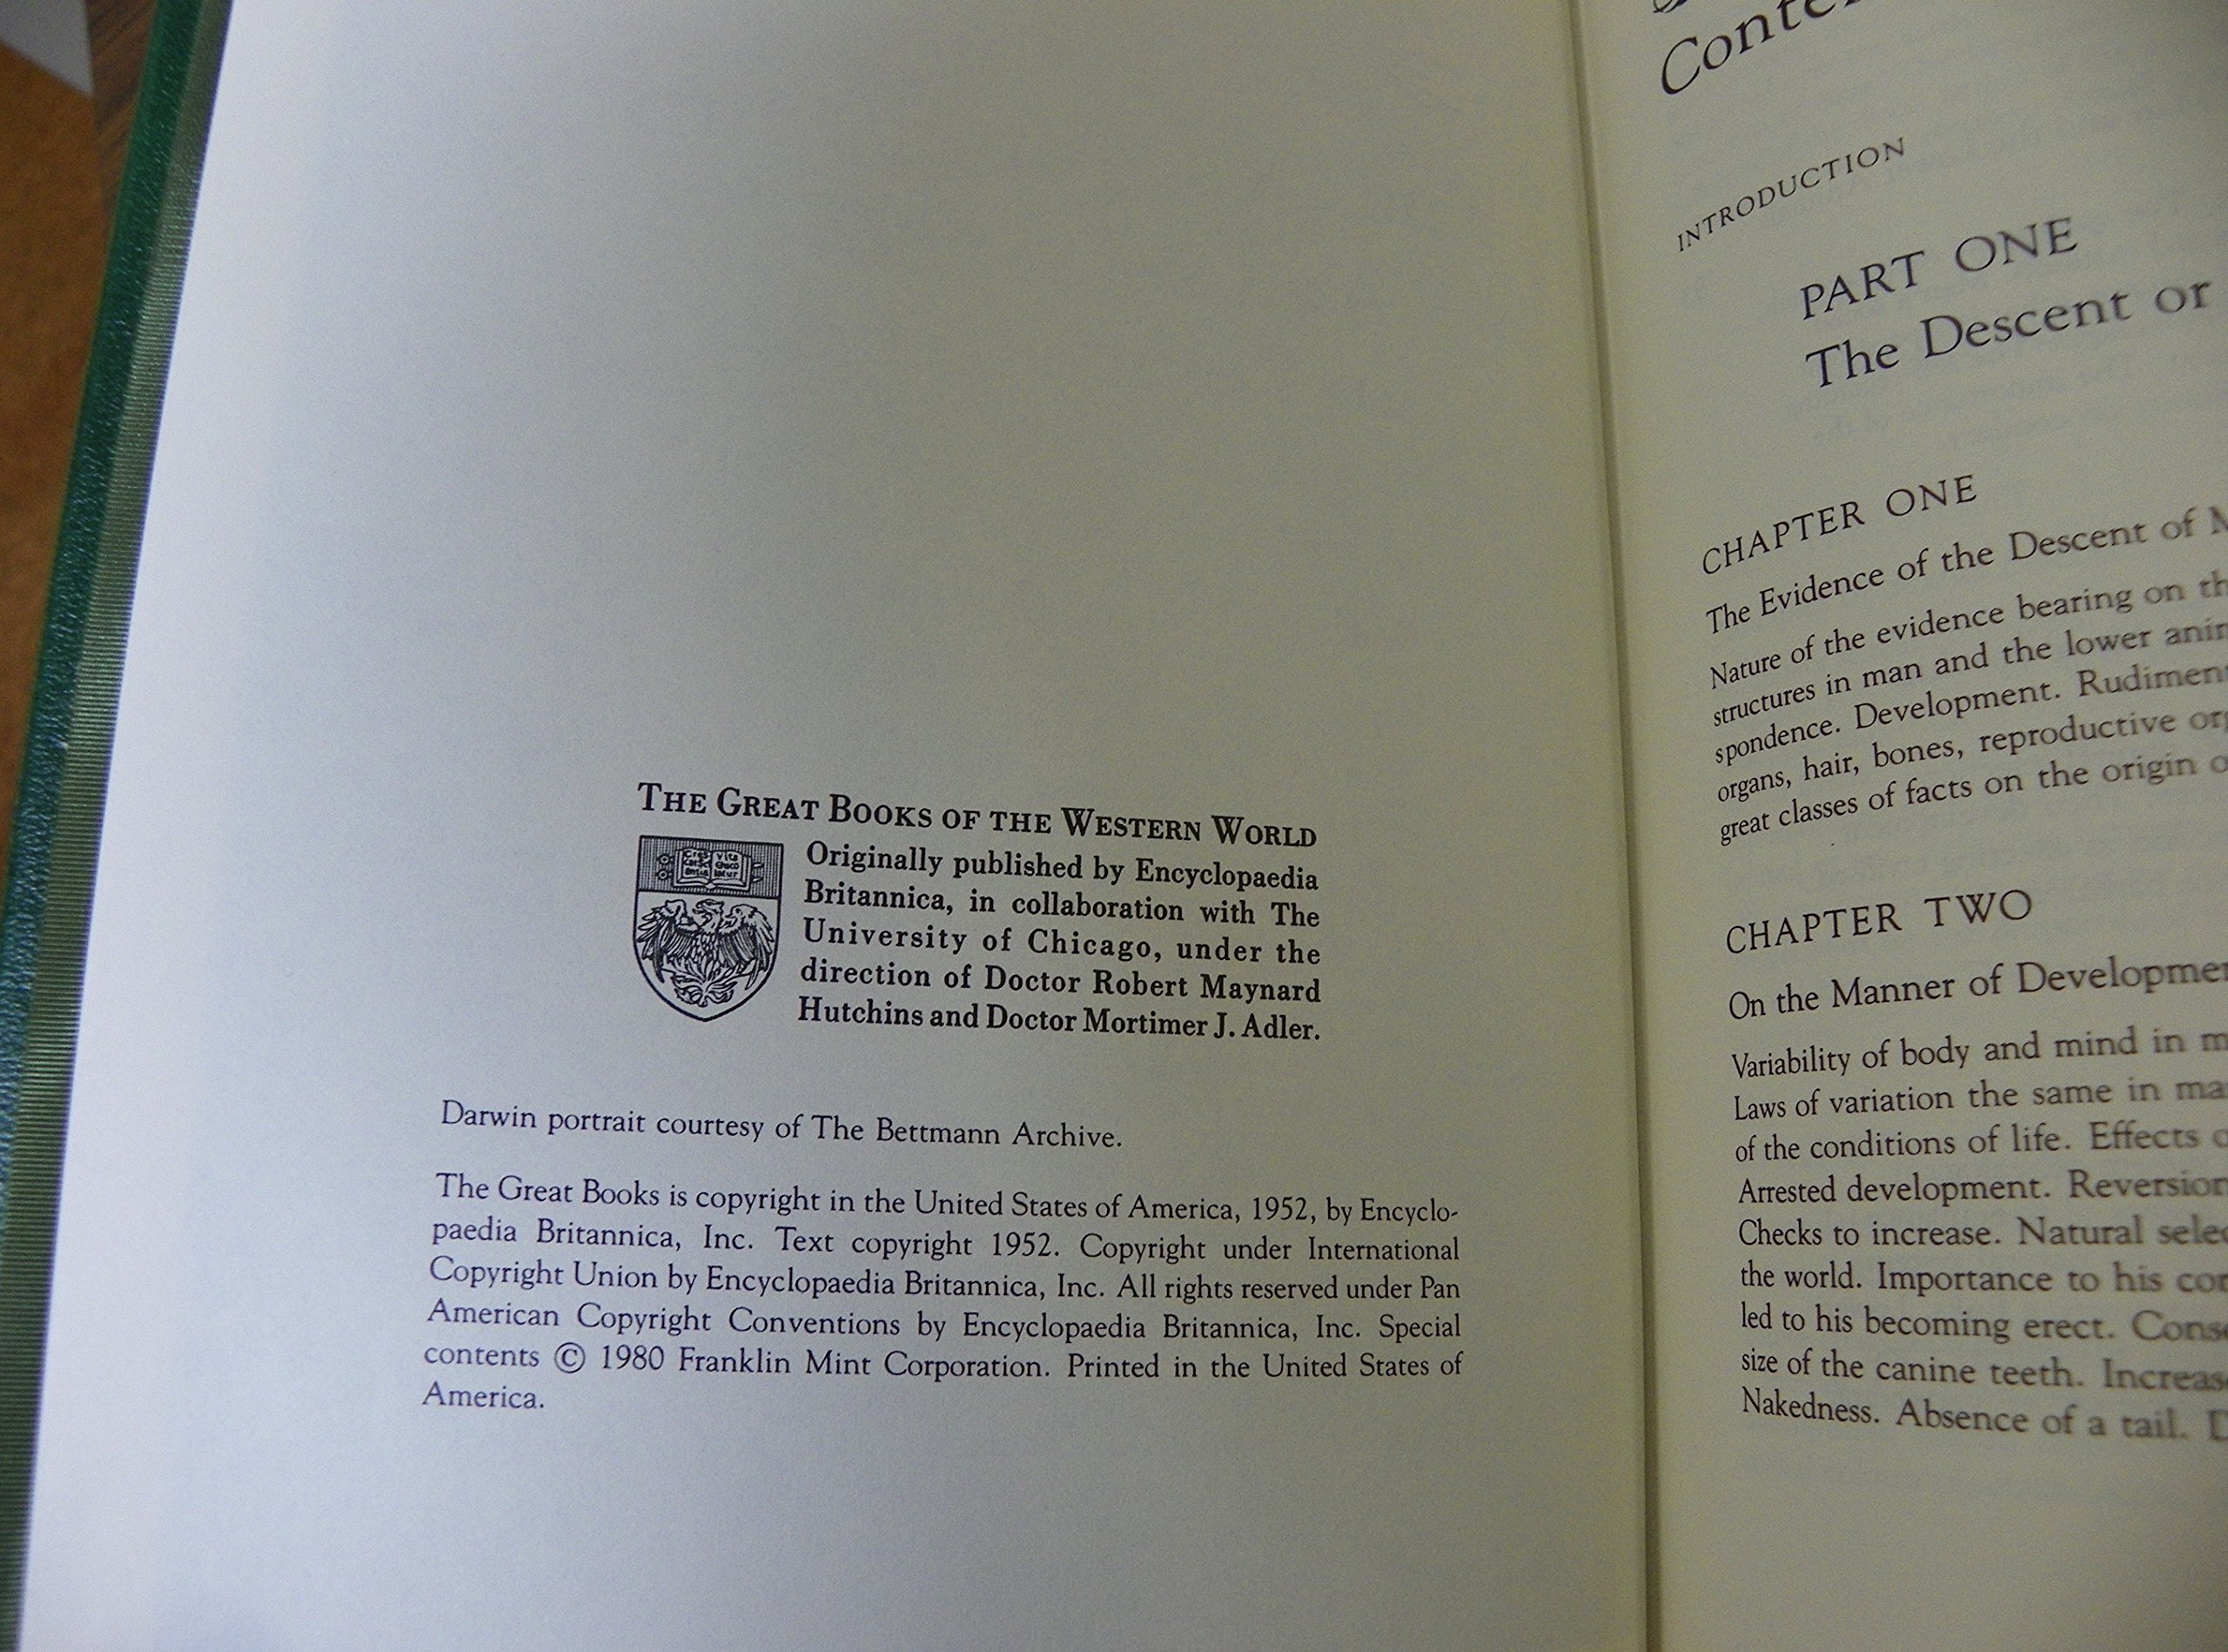 THE GREAT BOOKS OF THE WESTERN WORLD
Originally published by Encyclopaedia
Britannica, in collaboration with The
University of Chicago, under the
direction of Doctor Robert Maynard
Hutchins and Doctor Mortimer J. Adler.
Darwin portrait courtesy of The Bettmann Archive.
The Great Books is copyright in the United States of America, 1952, by Encyclo-
paedia Britannica, Inc. Text copyright 1952. Copyright under International
Copyright Union by Encyclopaedia Britannica, Inc. All rights reserved under Pan
American Copyright Conventions by Encyclopaedia Britannica, Inc. Special
contents © 1980 Franklin Mint Corporation. Printed in the United States of
America.
INTRODUCTION
PART ONE
The Descent or
CHAPTER ONE
The Evidence of the Descent of
Nature of the evidence bearing on
structures in man and the lower
spondence. Development.
organs, hair, bones, reproductive
great classes of facts on the origin
CHAPTER TWO
On the Manner of
Variability of body and mind in
Laws of variation the same in
of the conditions of life. Effects
Arrested development.
Checks to increase. Natural
the world. Importance to his
led to his becoming erect.
size of the canine teeth.
Nakedness. Absence of a tail.